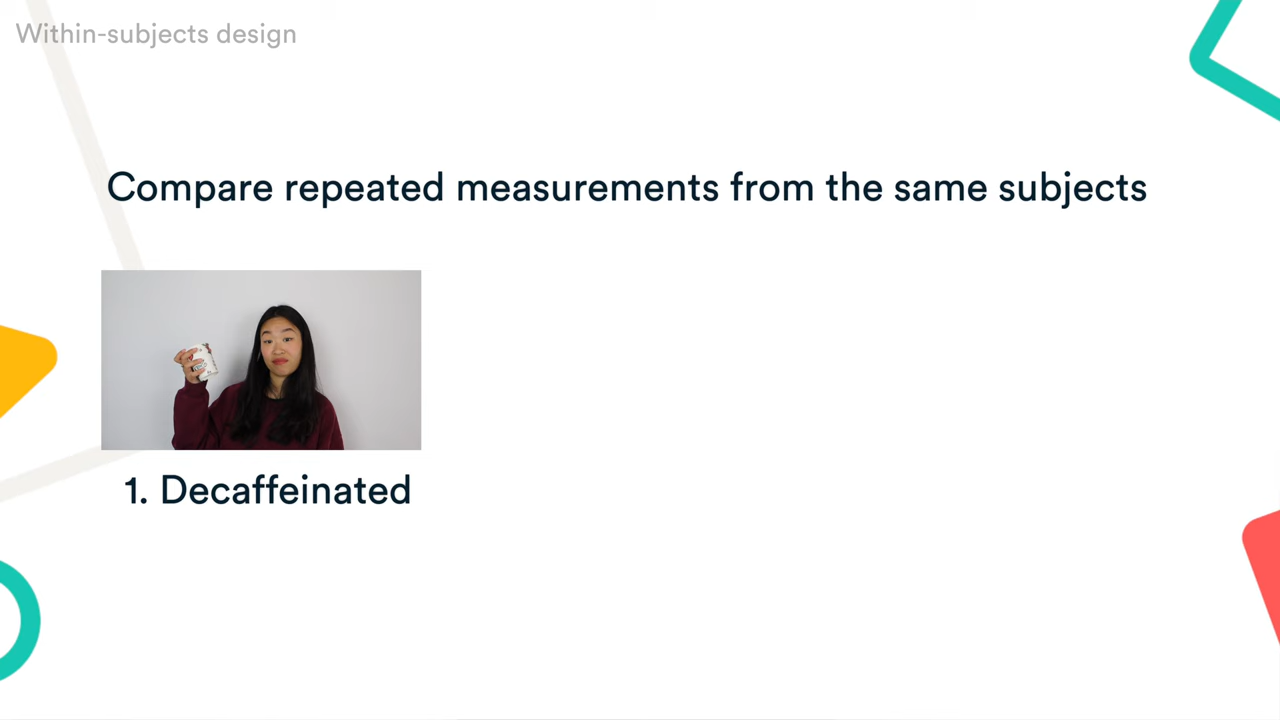 Within-subjects design
Compare repeated measurements from the same subjects
1. Decaffeinated